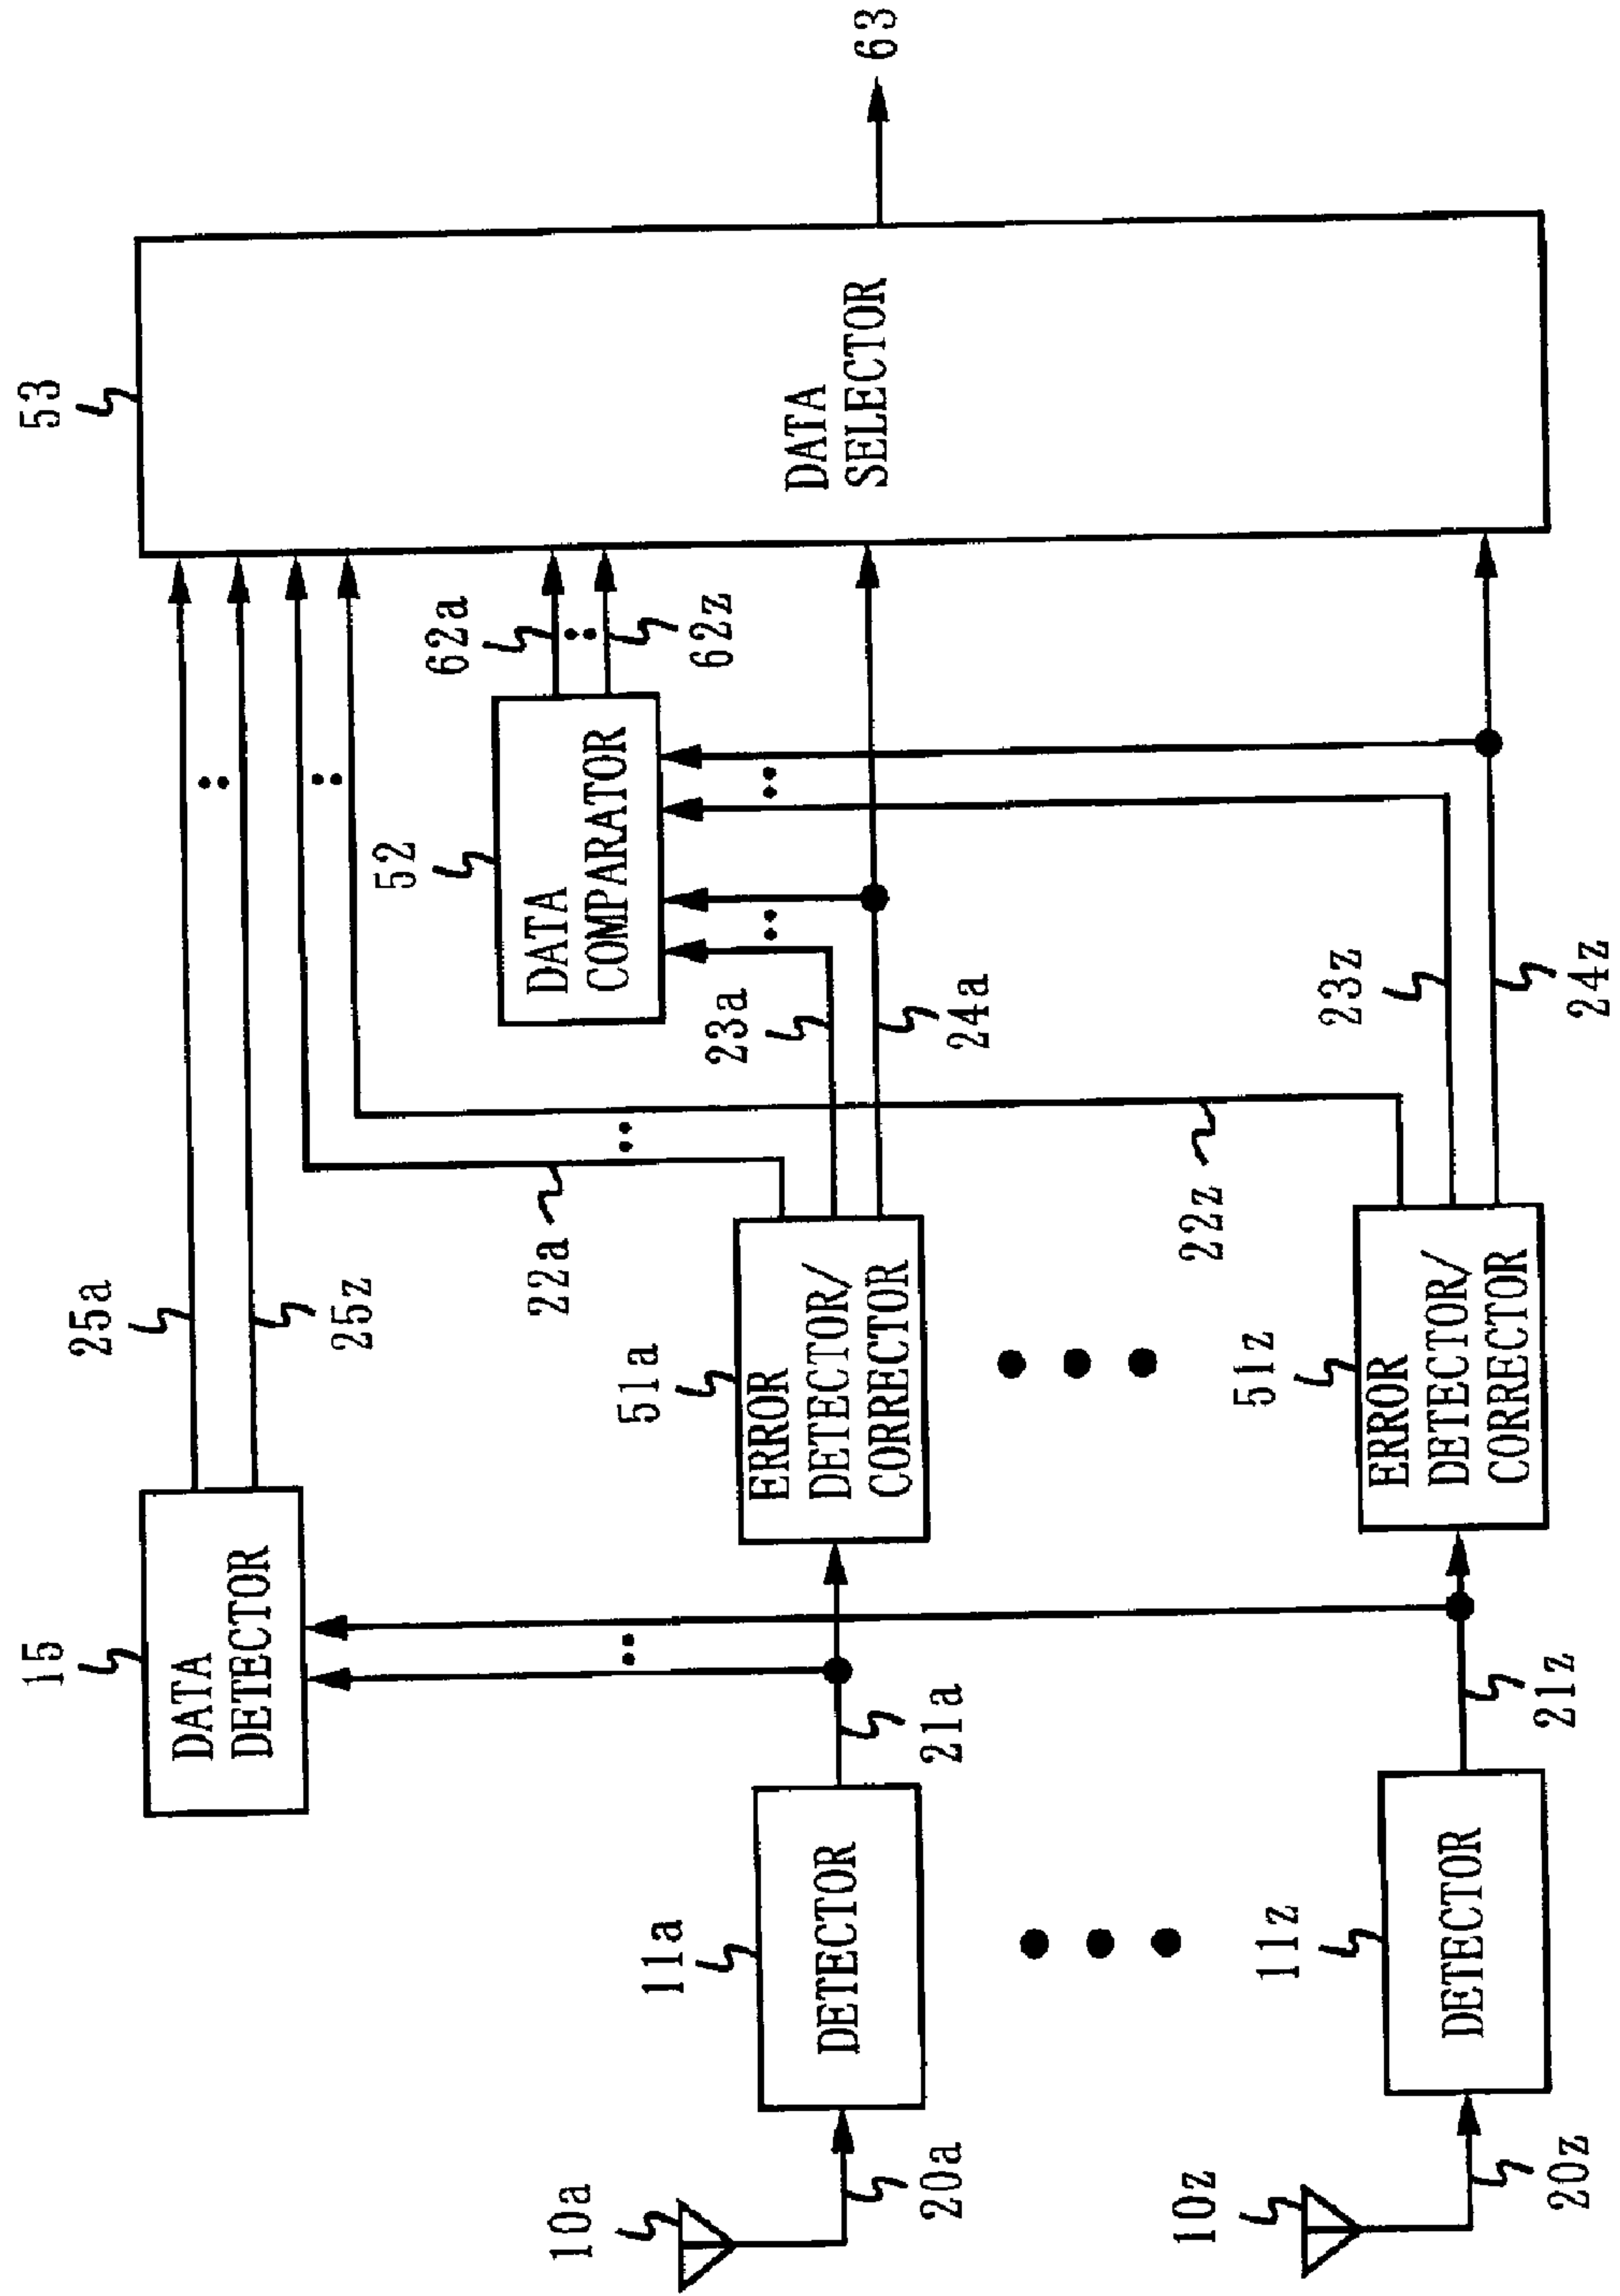 53
DATA
SELECTOR
63
15
DATA
DETECTOR
25a
25z
52
DATA
COMPARATOR
62a
62z
22a
22z
23a
24a
23z
24z
10a
20a
11a
DETECTOR
21a
51a
ERROR
DETECTOR/
CORRECTOR
10z
20z
11z
DETECTOR
21z
51z
ERROR
DETECTOR/
CORRECTOR